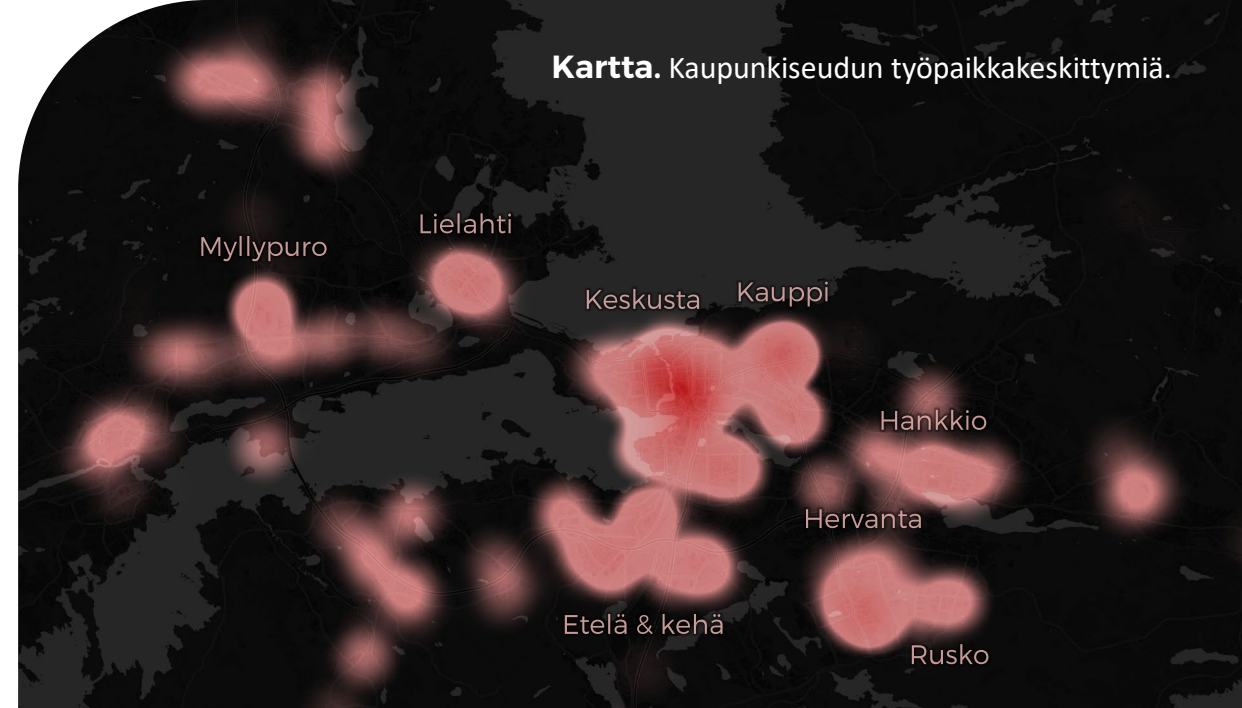 Kartta. Kaupunkiseudun työpaikkakeskittymiä.
Lielahti
Myllypuro
Kauppi
Keskusta
Hankkio
Hervanta
Etelä & kehä
Rusko